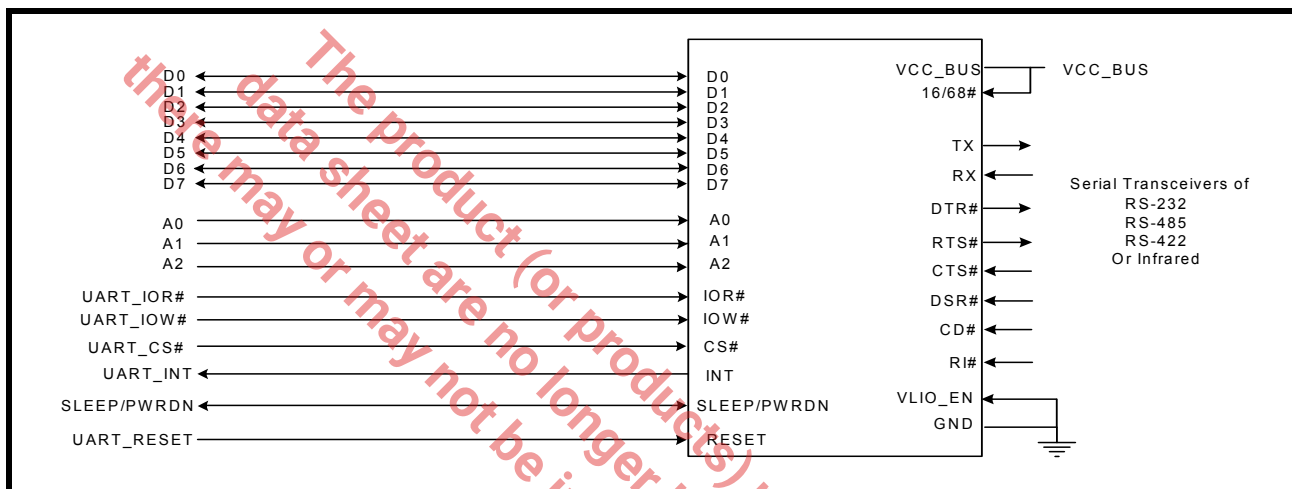 D0 D0 VCC_BUS VCC_BUS
D1 D1 16/68#
D2 D2
D3 D3
D4 D4 TX
D5 D5
D6 D6 RX
D7 D7
Serial Transceivers of
RS-232
RS-485
RS-422
Or Infrared
DTR#
A0 A0
A1 A1 RTS#
A2 A2 CTS#
UART_IOR# IOR# DSR#
UART_IOW# IOW# CD#
UART_CS# CS#
UART_INT INT RI#
SLEEP/PWRDN SLEEP/PWRDN VLIO_EN
GND
UART_RESET RESET
The product (or products)
data sheet are no longer
there may or may not be